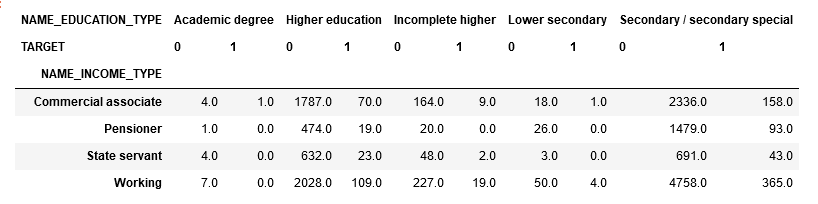 NAME_EDUCATION_TYPE Academic degree Higher education Incomplete higher Lower secondary Secondary / secondary special
TARGET 0 1 0 1 0 1 0 1 0 1
NAME_INCOME_TYPE
Commercial associate 4.0 1.0 1787.0 70.0 164.0 9.0 18.0 1.0 2336.0 158.0
Pensioner 1.0 0.0 474.0 19.0 20.0 0.0 26.0 0.0 1479.0 93.0
State servant 4.0 0.0 632.0 23.0 48.0 2.0 3.0 0.0 691.0 43.0
Working 7.0 0.0 2028.0 109.0 227.0 19.0 50.0 4.0 4758.0 365.0